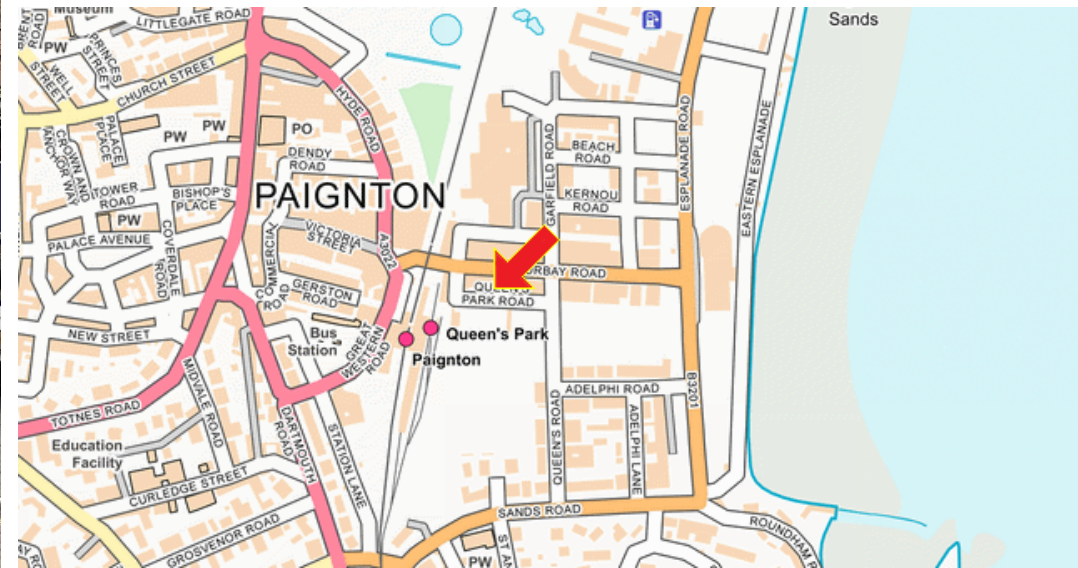 Museum
LITTLEGATE ROAD
Sands
ROAD
PW
PRINCES
STREET
WELL
STREET
CHURCH STREET
HYDE ROAD
PALACE
PLACE
PW
PW
PO
CROWN AND
ANCHOR WAY
DENDY
ROAD
BEACH
ROAD
GARFIELD ROAD
ESPLANADE ROAD
EASTERN ESPLANADE
TOWER
ROAD
BISHOP'S
PLACE
PAIGNTON
KERNOU
ROAD
PW
PALACE AVENUE
COVERDALE
ROAD
COMMERCIAL
ROAD
VICTORIA
STREET
A3022
ORBAY ROAD
GERSTON
ROAD
QUEEN'S
PARK ROAD
NEW STREET
Bus
Station
GREAT
WESTERN
ROAD
Queen's Park
Paignton
MIDVALE ROAD
TOTNES ROAD
DARTMOUTH
ROAD
STATION LANE
ADELPHI ROAD
B3201
QUEEN'S ROAD
ADELPHI LANE
Education
Facility
CURLEDGE STREET
GROSVENOR ROAD
SANDS ROAD
ROUNDHAM
PW
ST AN